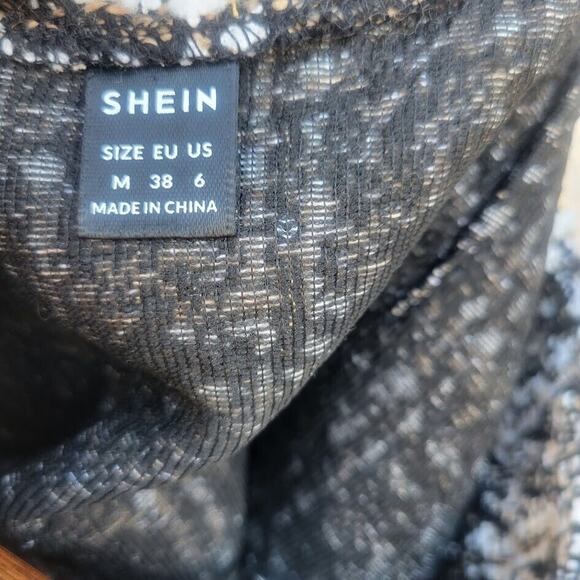 SHEIN
SIZE EU US
M 38 6
MADE IN CHINA